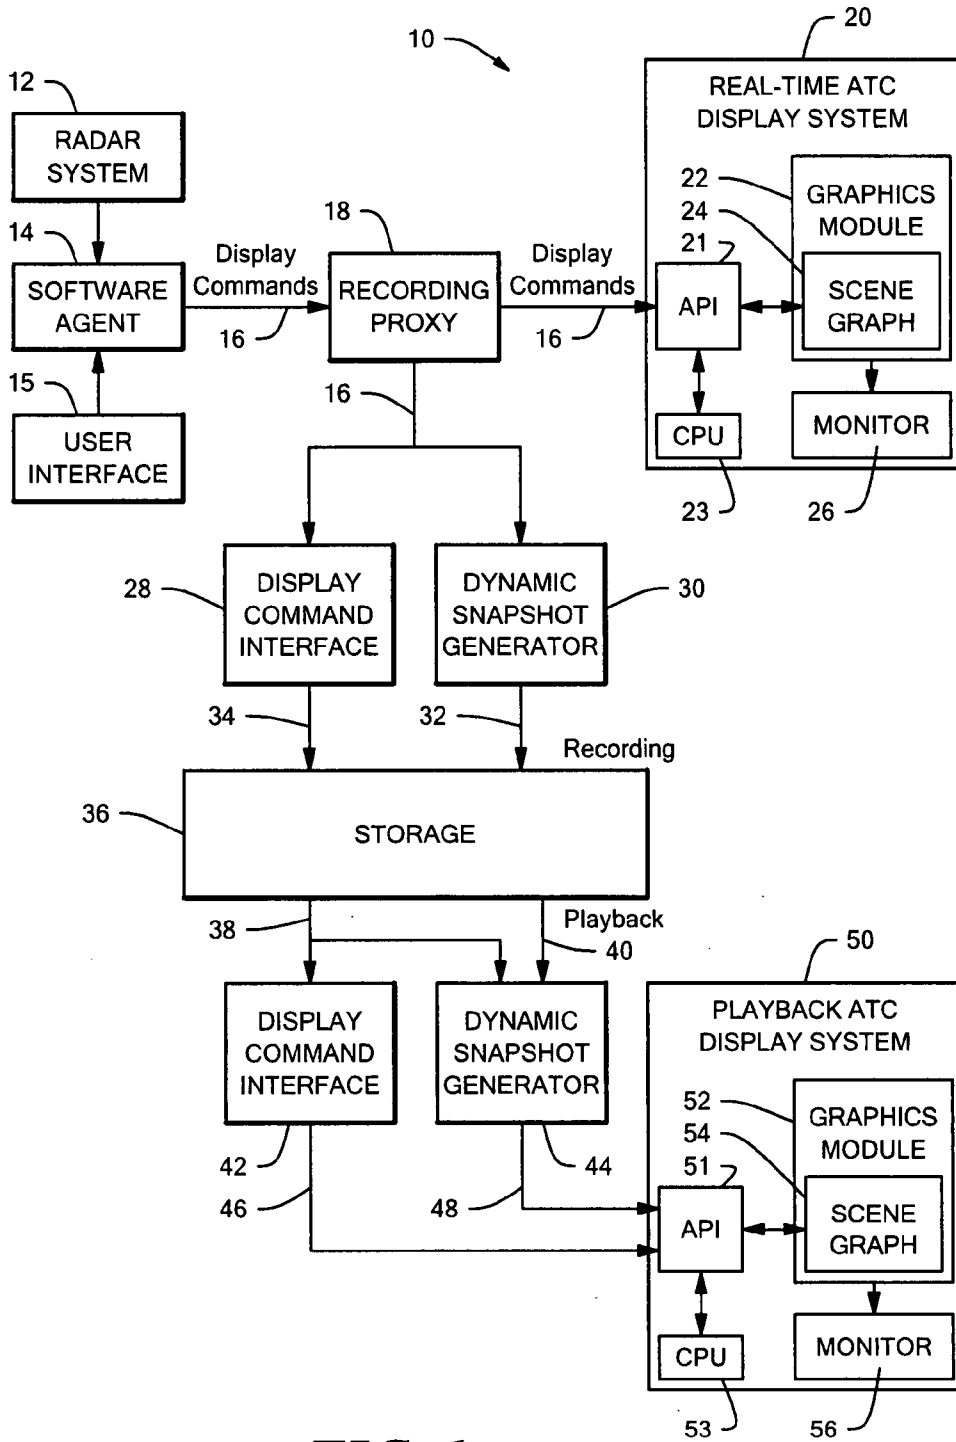 10
20
12
RADAR
SYSTEM
REAL-TIME ATC
DISPLAY SYSTEM
14
18
22
24
21
GRAPHICS
MODULE
SOFTWARE
AGENT
Display
Commands
16
RECORDING
PROXY
Display
Commands
16
API
SCENE
GRAPH
15
USER
INTERFACE
16
CPU
MONITOR
23
26
28
DISPLAY
COMMAND
INTERFACE
DYNAMIC
SNAPSHOT
GENERATOR
30
34
32
Recording
36
STORAGE
38
Playback
40
50
DISPLAY
COMMAND
INTERFACE
DYNAMIC
SNAPSHOT
GENERATOR
PLAYBACK ATC
DISPLAY SYSTEM
42
44
52
54
51
GRAPHICS
MODULE
46
48
API
SCENE
GRAPH
CPU
MONITOR
53
56